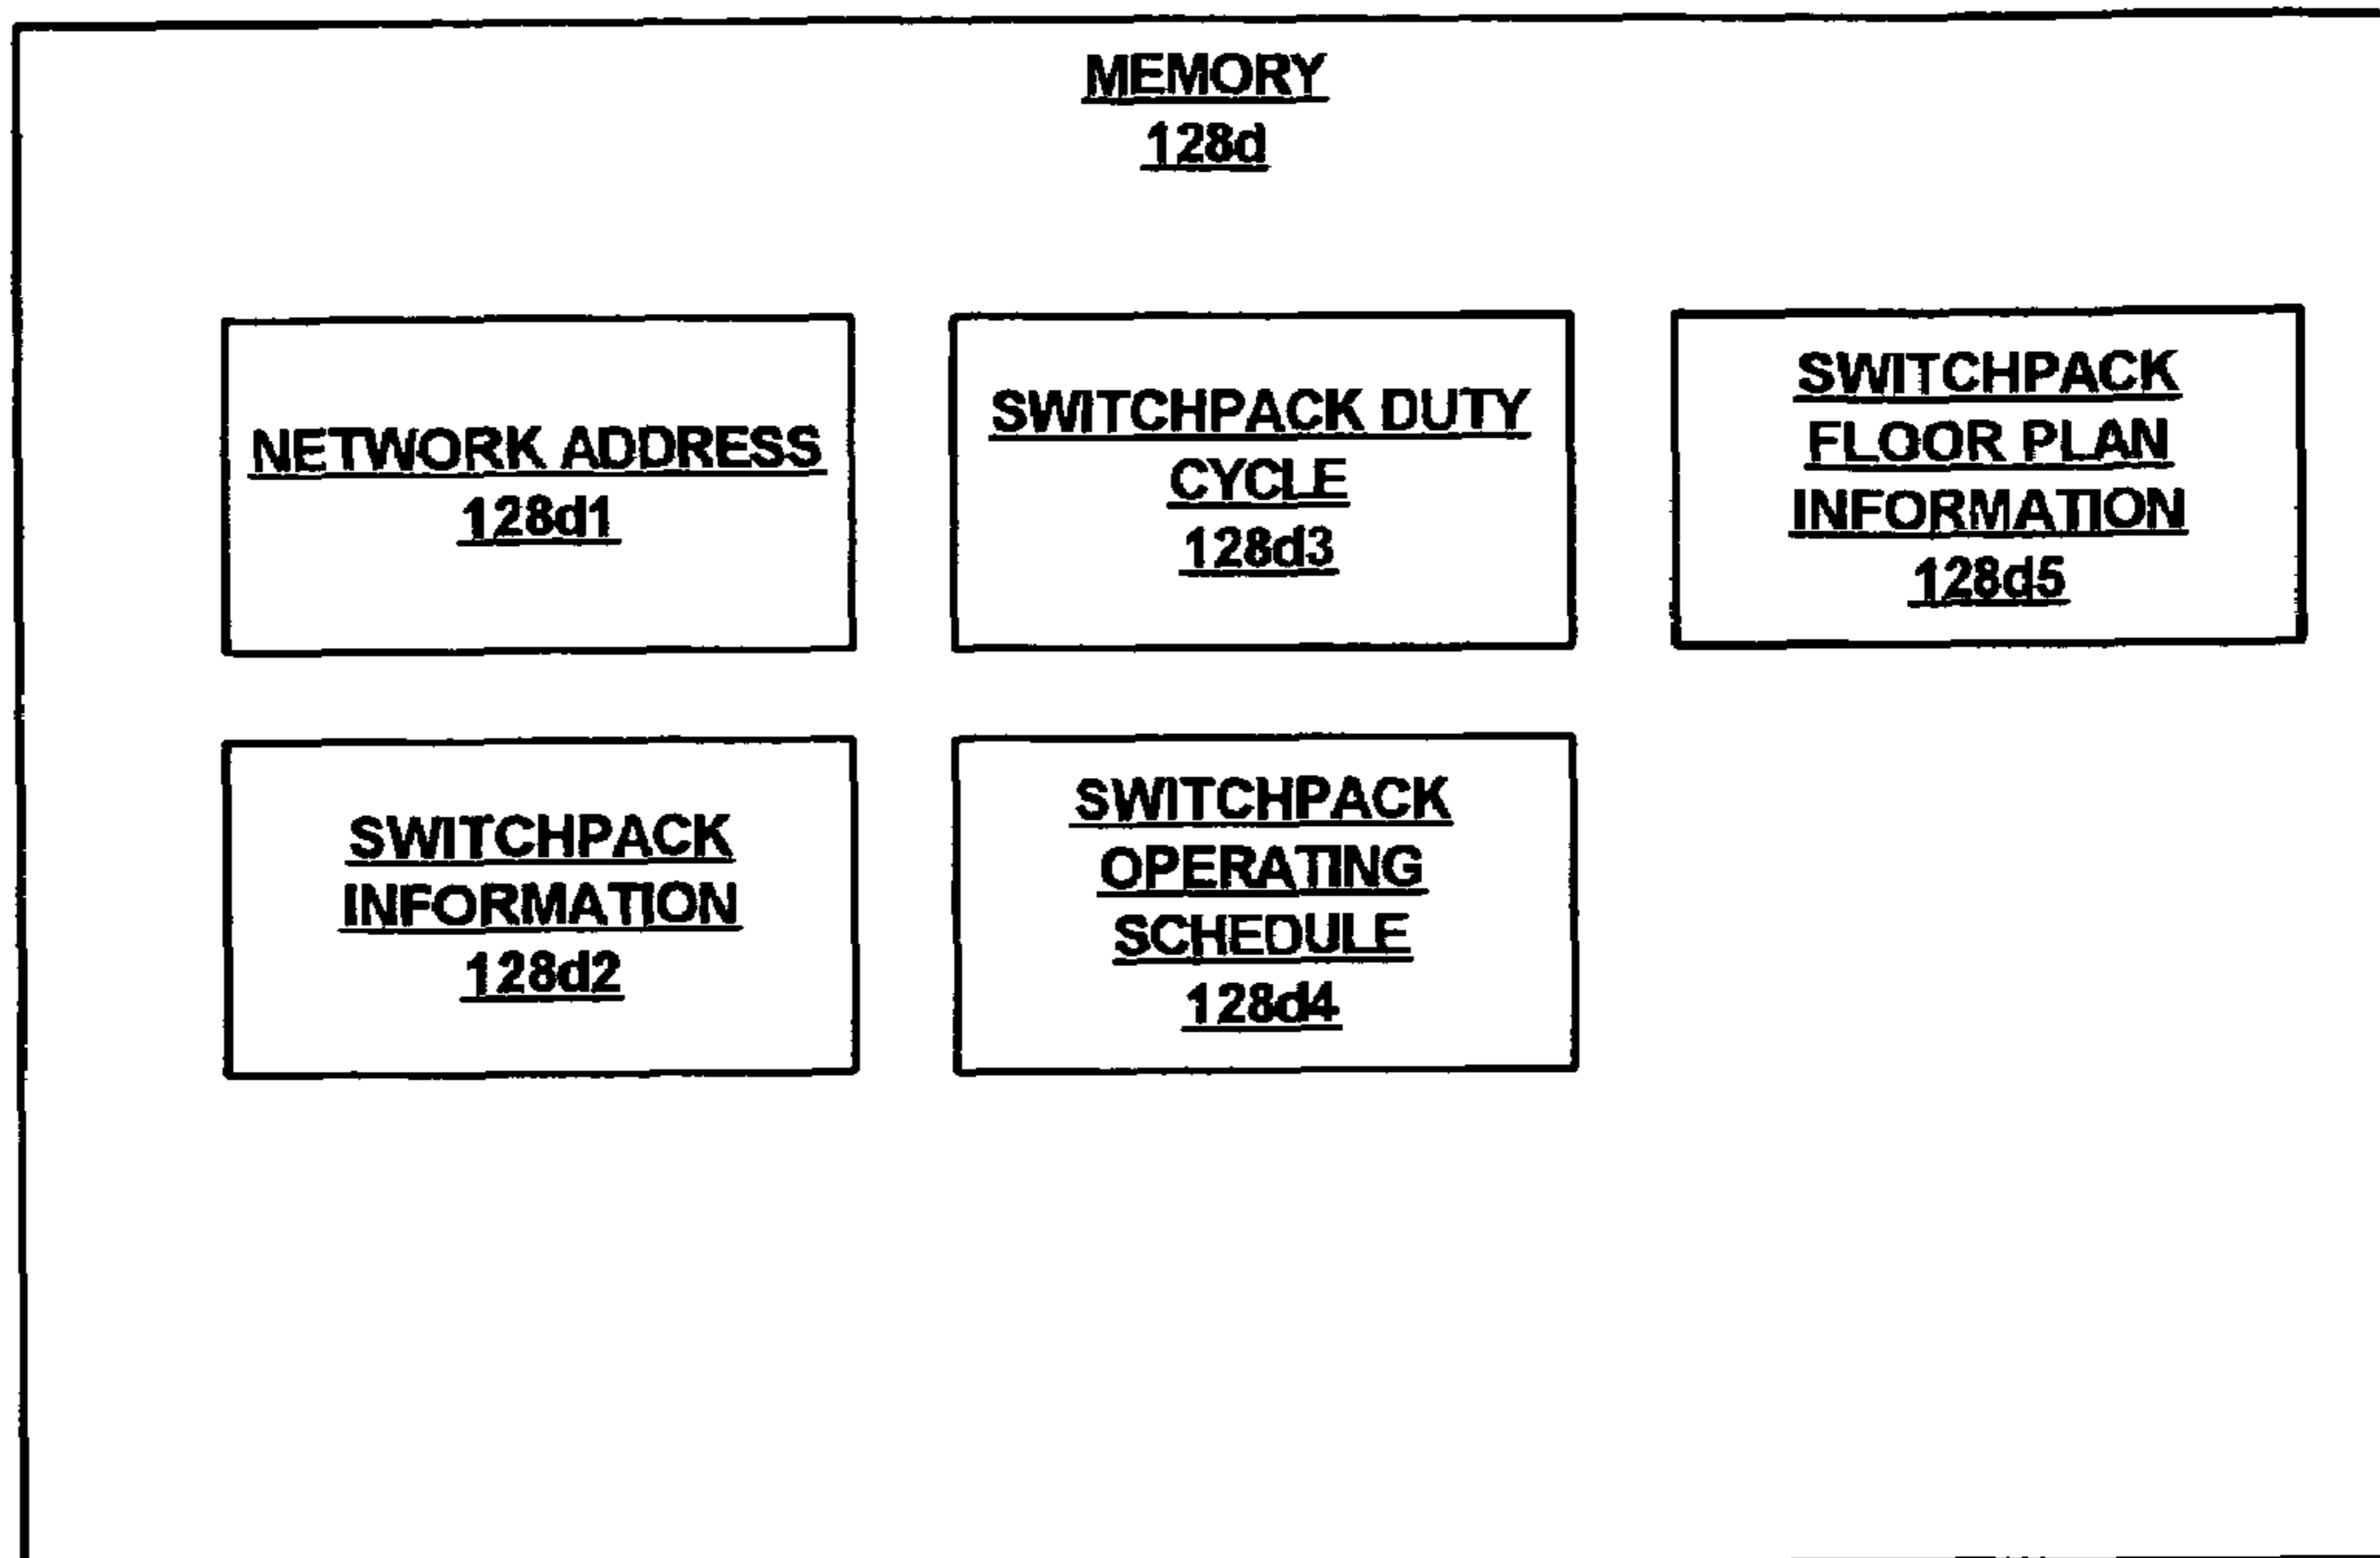 MEMORY
128d
NETWORK ADDRESS
128d1
SWITCHPACK DUTY
CYCLE
128d3
SWITCHPACK
FLOOR PLAN
INFORMATION
128d5
SWITCHPACK
INFORMATION
128d2
SWITCHPACK
OPERATING
SCHEDULE
128d4